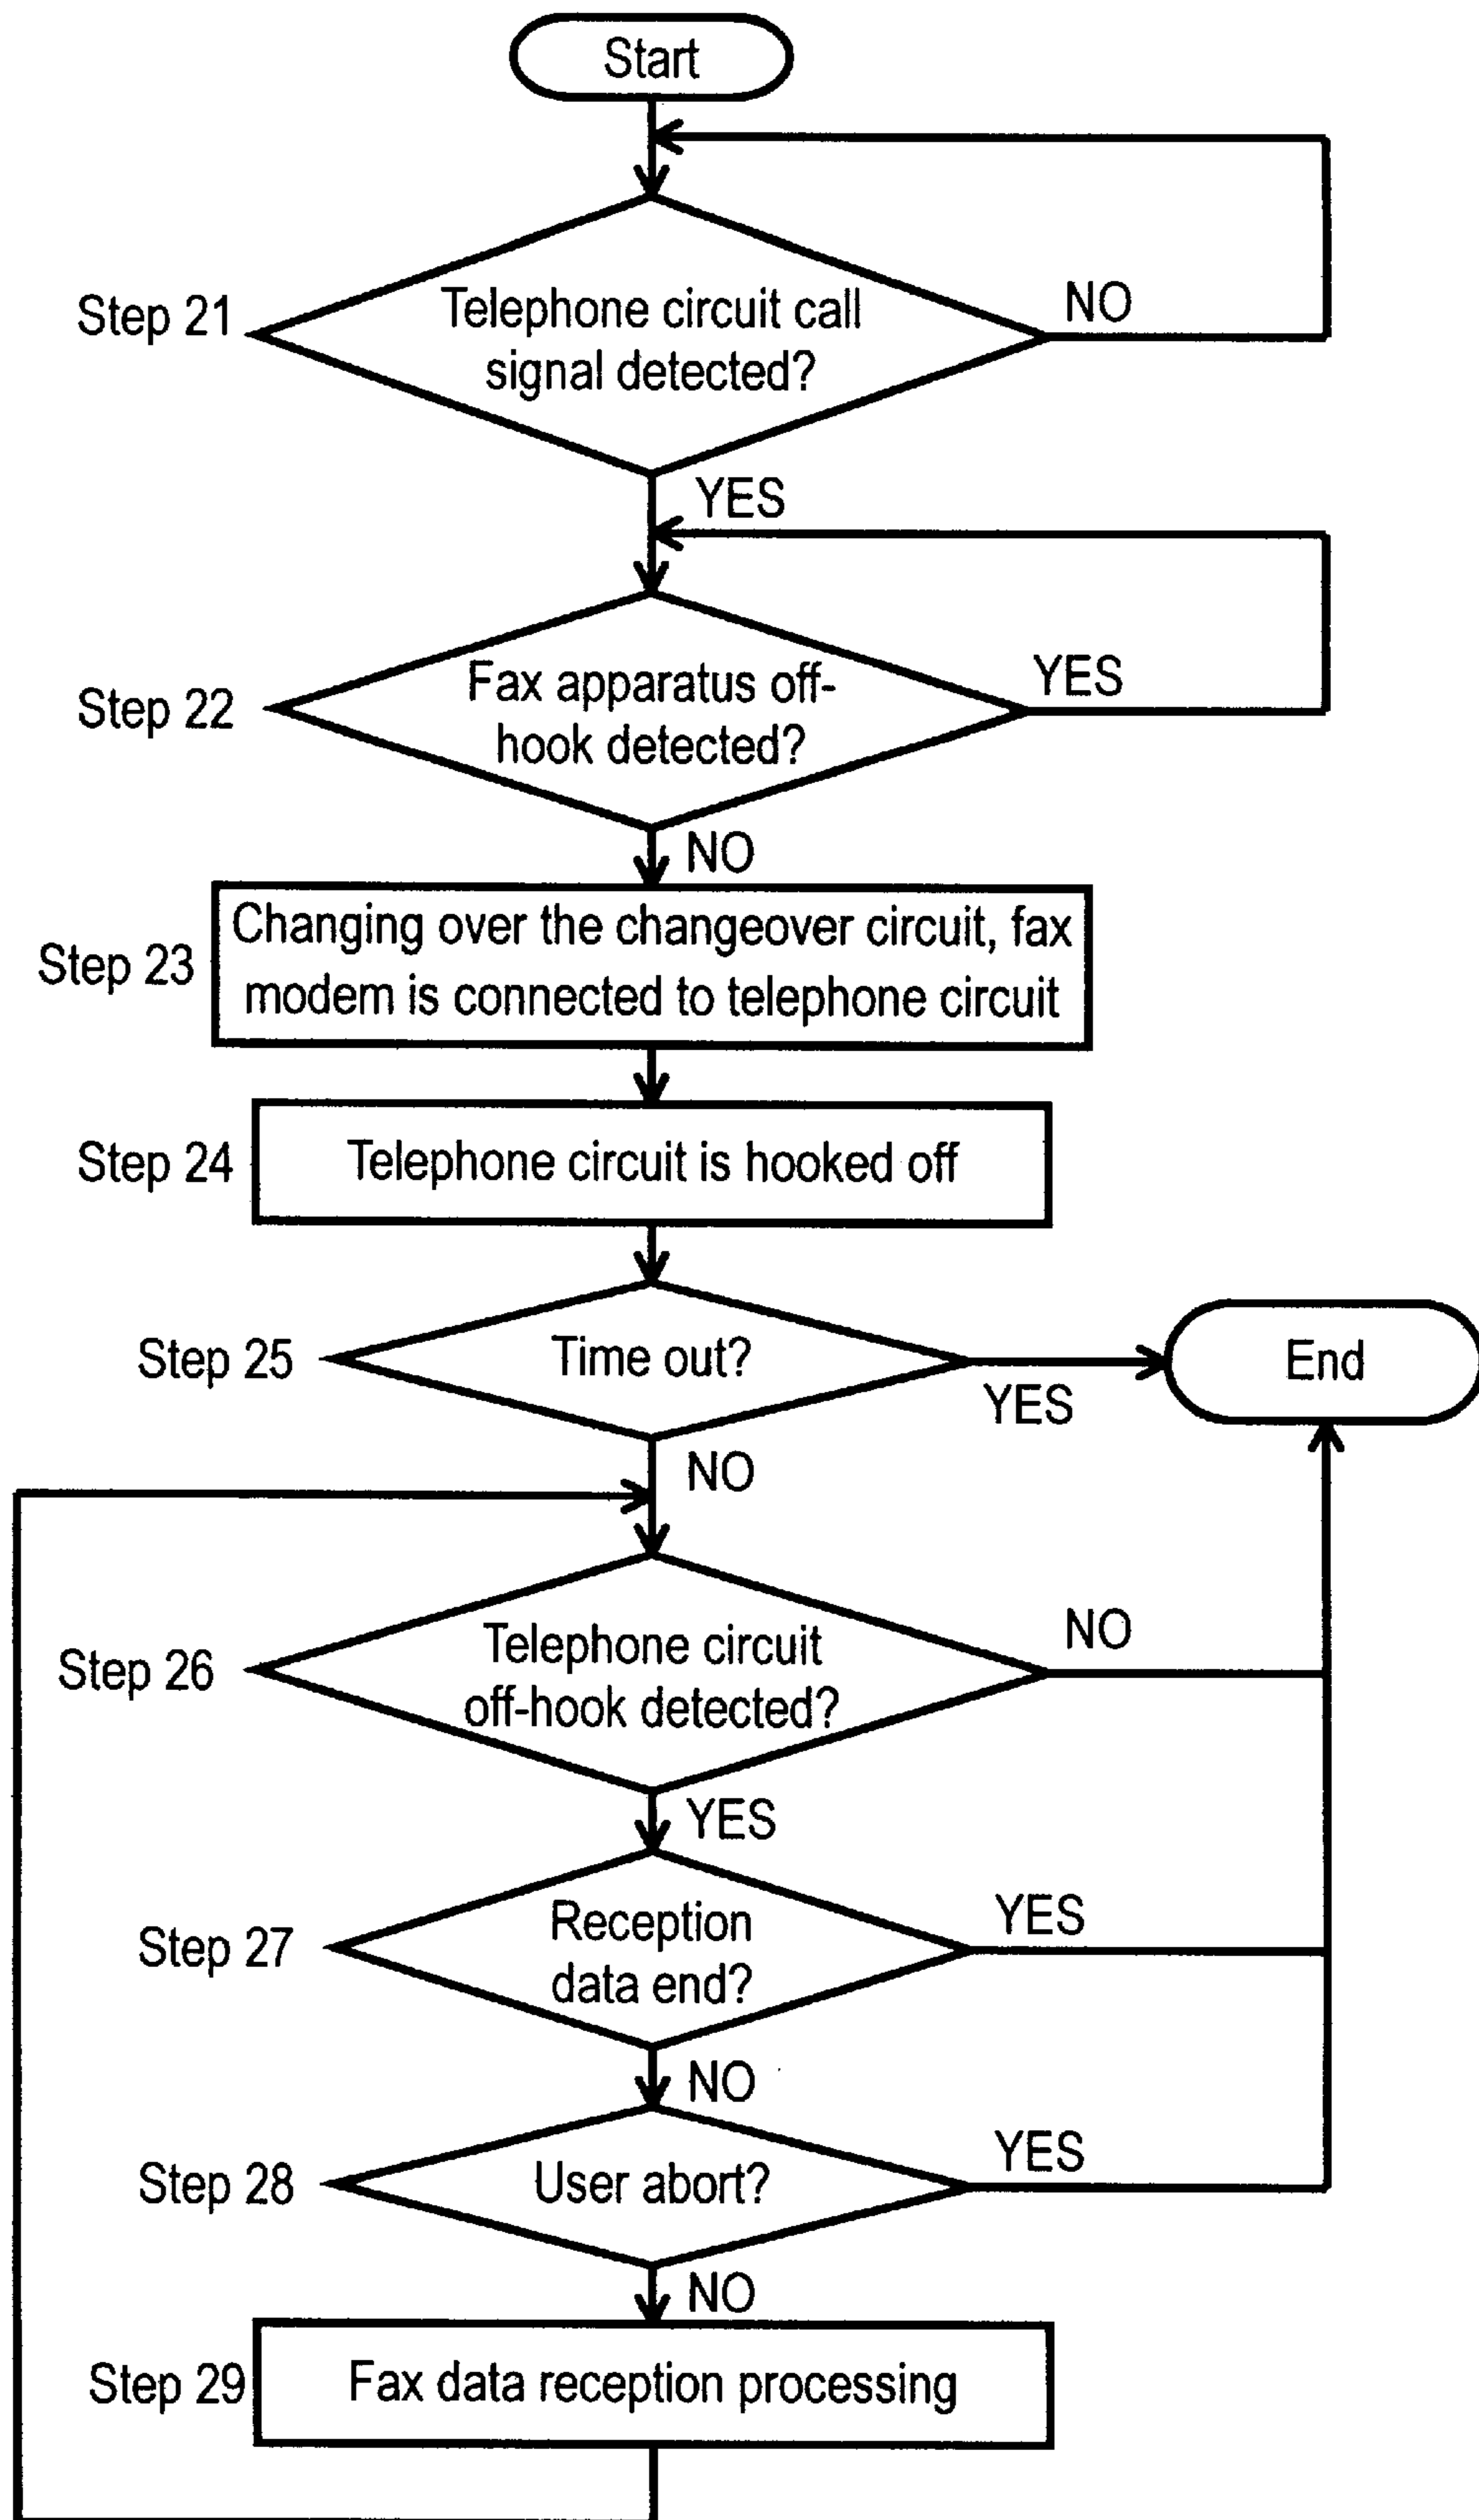 Start
Step 21
Telephone circuit call
signal detected?
NO
YES
Step 22
Fax apparatus off-
hook detected?
YES
NO
Step 23
Changing over the changeover circuit, fax
modem is connected to telephone circuit
Step 24
Telephone circuit is hooked off
Step 25
Time out?
YES
End
NO
Step 26
Telephone circuit
off-hook detected?
NO
YES
Step 27
Reception
data end?
YES
NO
Step 28
User abort?
YES
NO
Step 29
Fax data reception processing